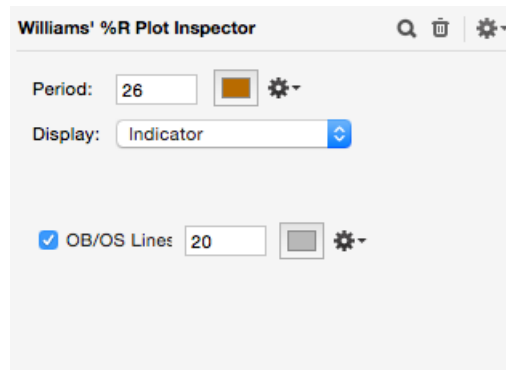 Williams' %R Plot Inspector
Period: 26
Display: Indicator
OB/OS Lines 20